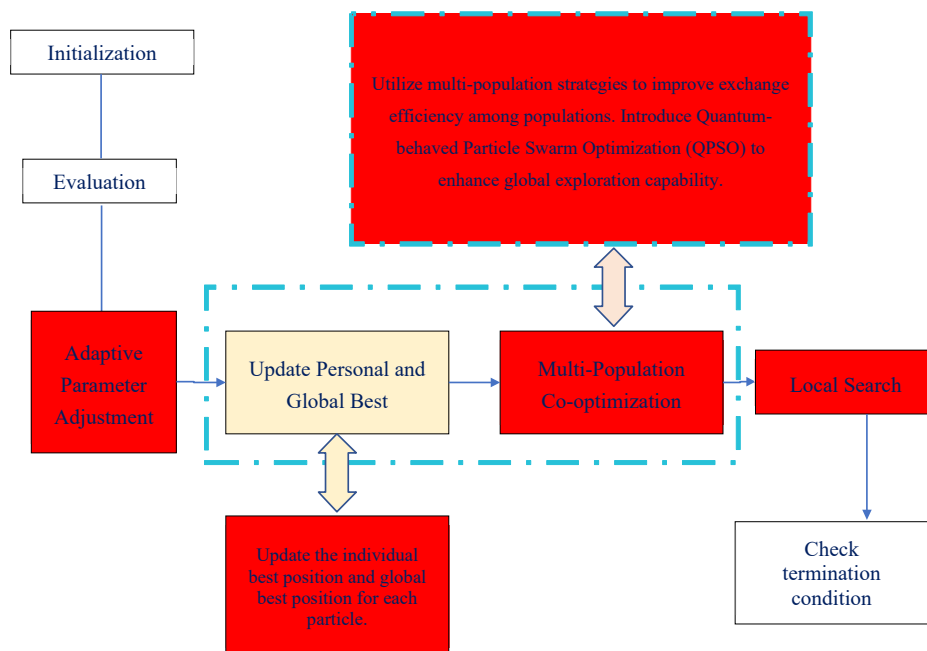 Initialization
Utilize multi-population strategies to improve exchange
efficiency among populations. Introduce Quantum-
behaved Particle Swarm Optimization (QPSO) to
enhance global exploration capability.
Evaluation
Adaptive
Parameter
Adjustment
Update Personal and
Global Best
Multi-Population
Co-optimization
Local Search
Update the individual
best position and global
best position for each
particle.
Check
termination
condition